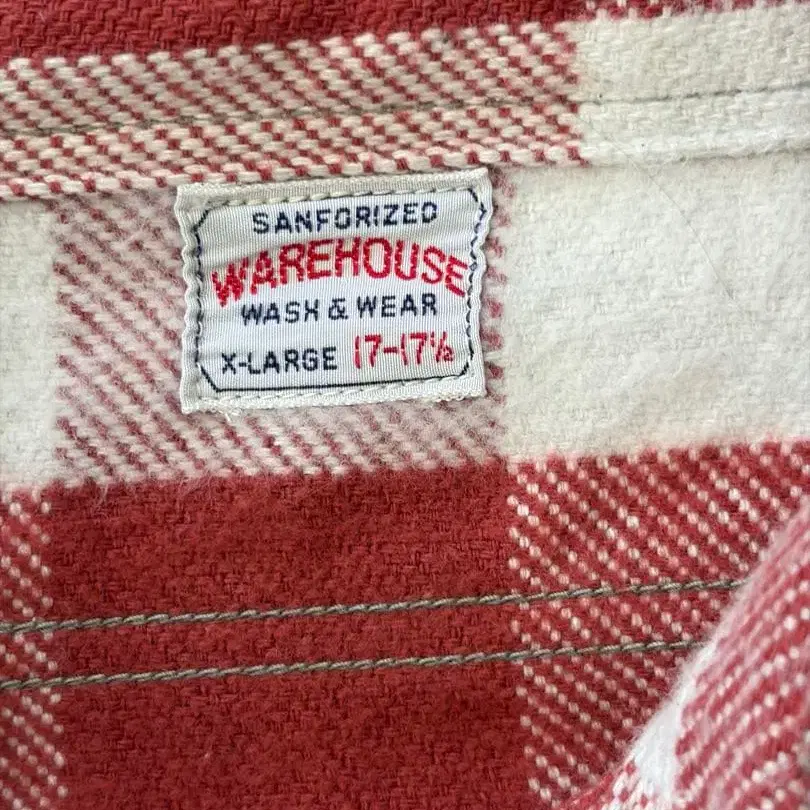 SANFORIZED
WAREHOUSE
WASH & WEAR
X-LARGE 17-17½